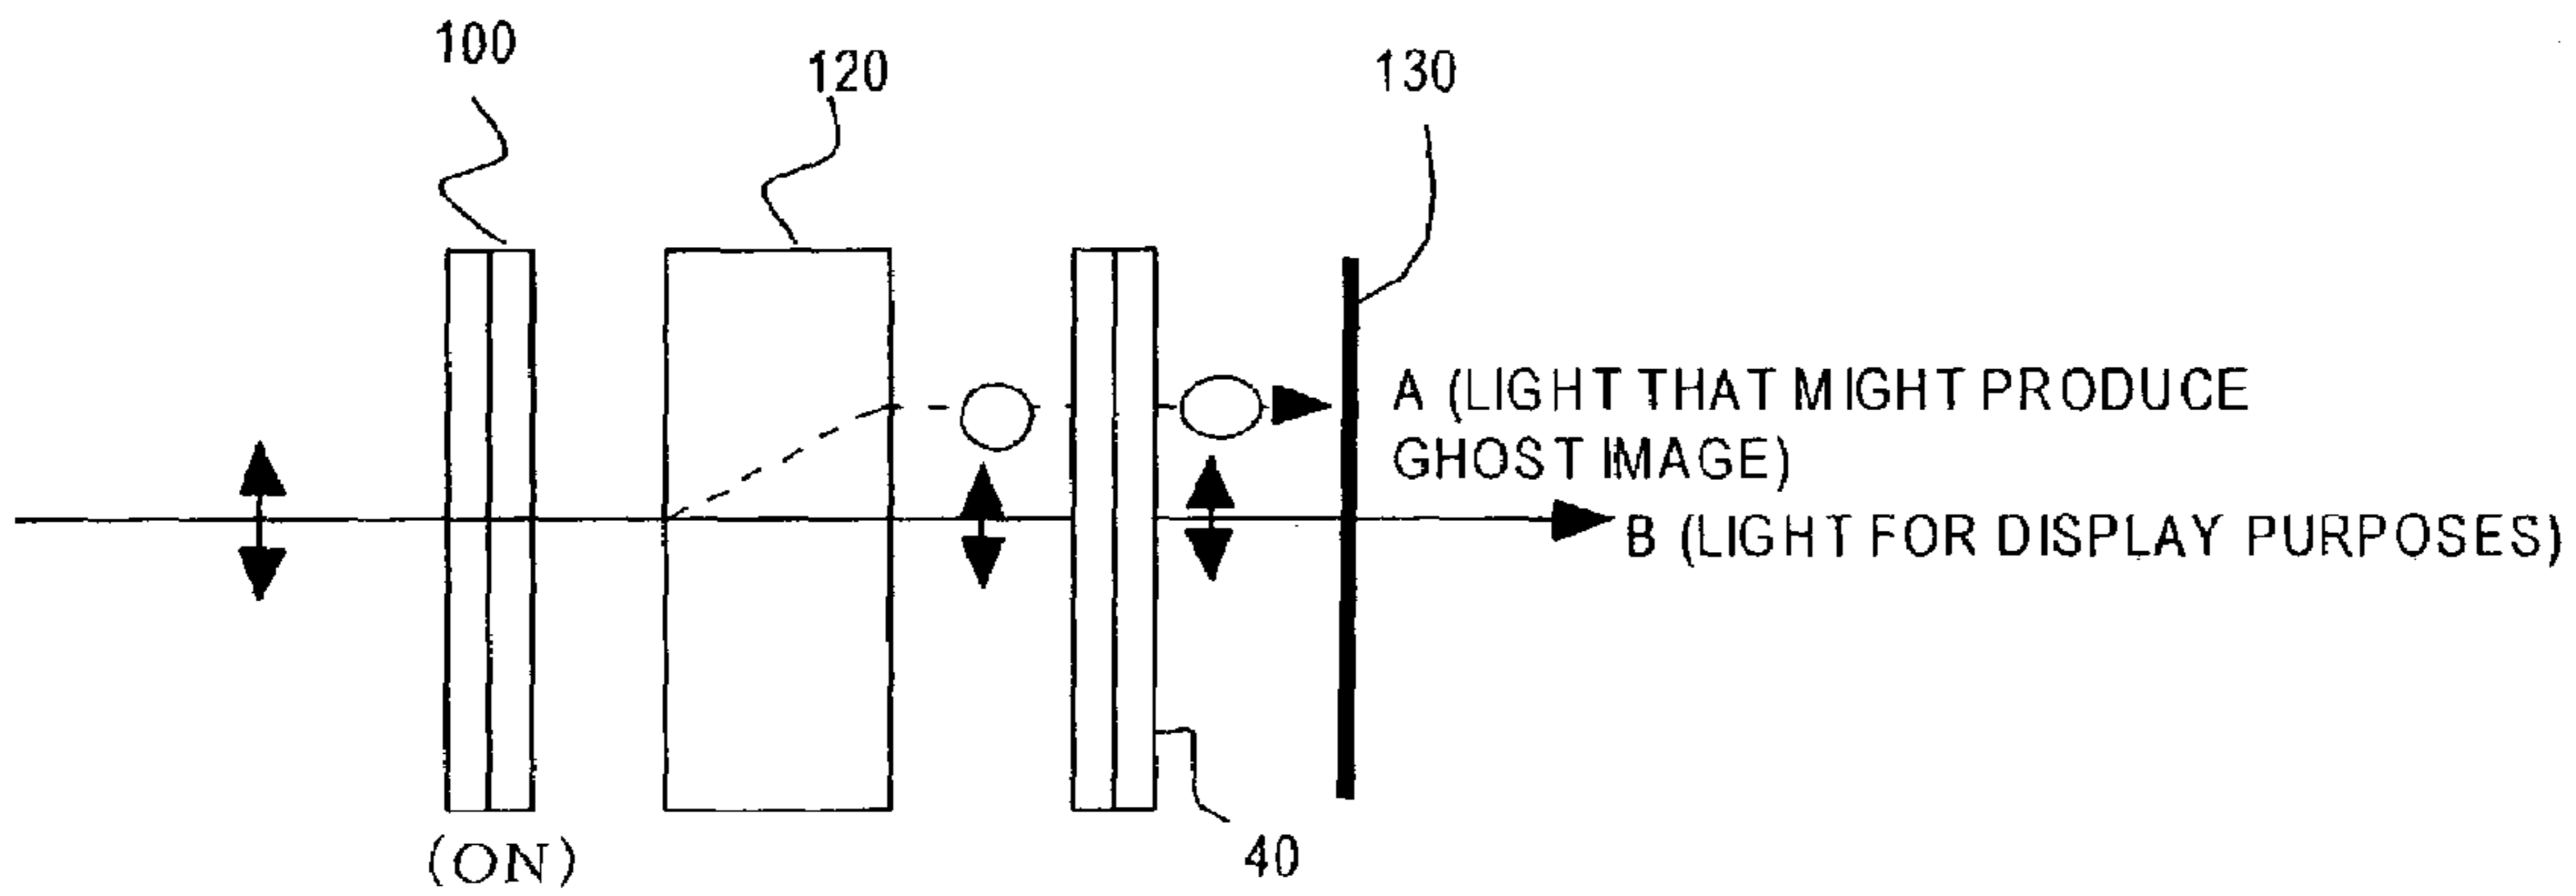 100
120
130
A (LIGHT THAT MIGHT PRODUCE
GHOST IMAGE)
B (LIGHT FOR DISPLAY PURPOSES)
(ON)
40